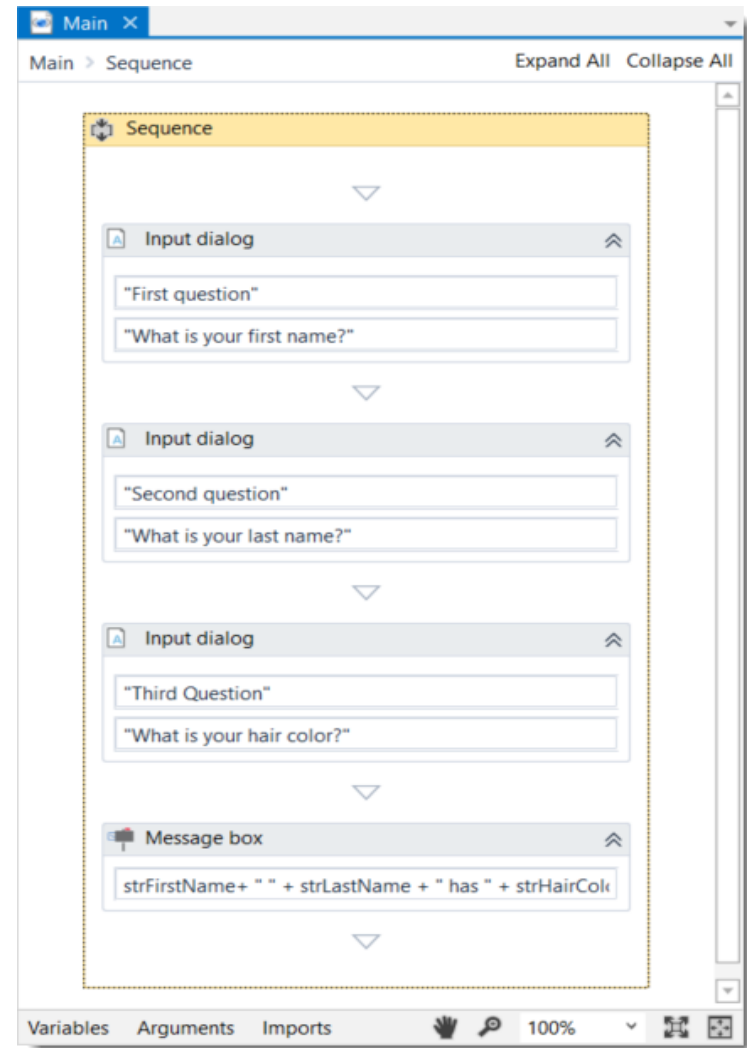 Main
Main > Sequence Expand All Collapse All
Sequence
Input dialog
"First question"
"What is your first name?"
Input dialog
"Second question"
"What is your last name?"
Input dialog
"Third Question"
"What is your hair color?"
Message box
strFirstName+ " " + strLastName + " has " + strHairColo
Variables Arguments Imports 100%